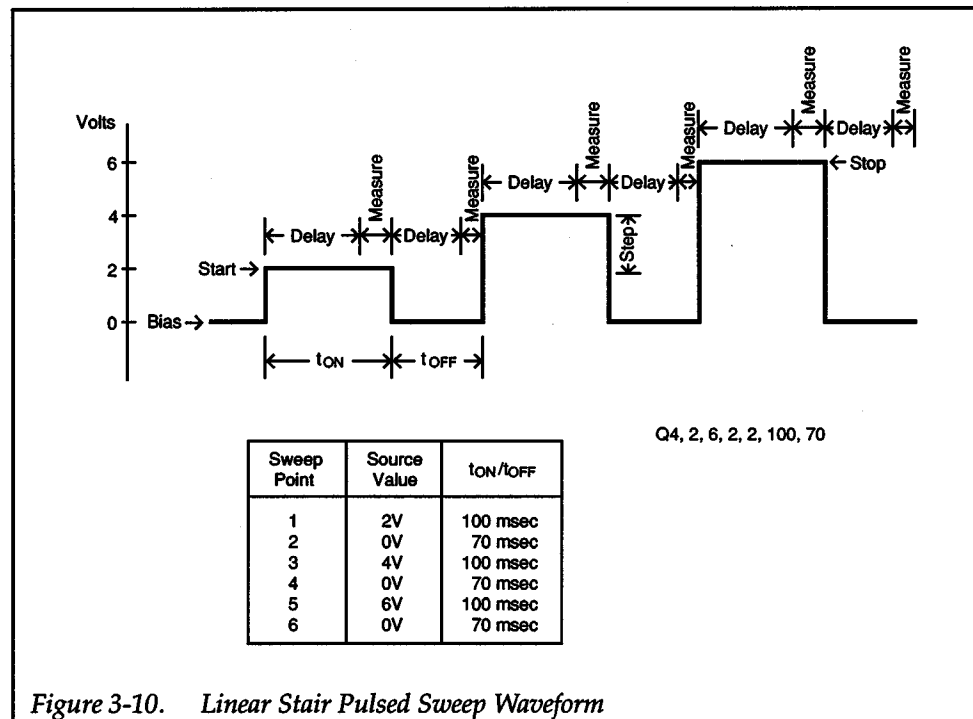 Volts
6
4
2
0
Start
Bias
Stop
Step
Delay
Measure
Delay
Measure
Delay
Measure
Delay
Measure
Delay
Measure
Delay
Measure
tON
tOFF
Q4, 2, 6, 2, 2, 100, 70
Sweep Point Source Value tON/tOFF
1 2V 100 msec
2 0V 70 msec
3 4V 100 msec
4 0V 70 msec
5 6V 100 msec
6 0V 70 msec
Figure 3-10. Linear Stair Pulsed Sweep Waveform